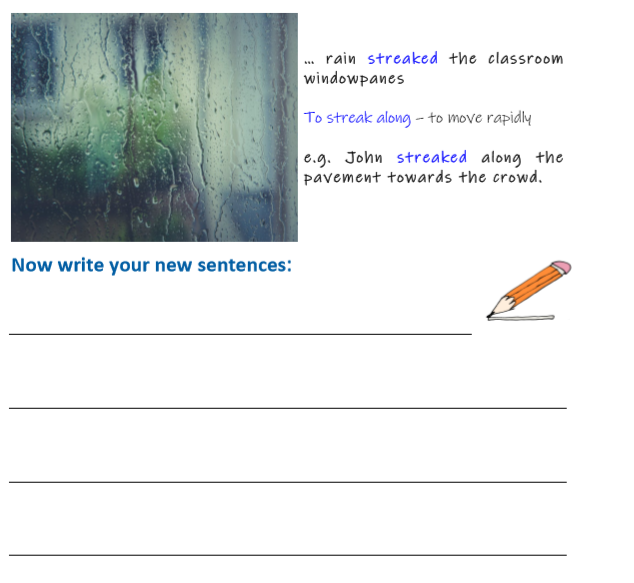 ... rain streaked the classroom
windowpanes
To streak along – to move rapidly
e.g. John streaked along the
pavement towards the crowd.
Now write your new sentences: